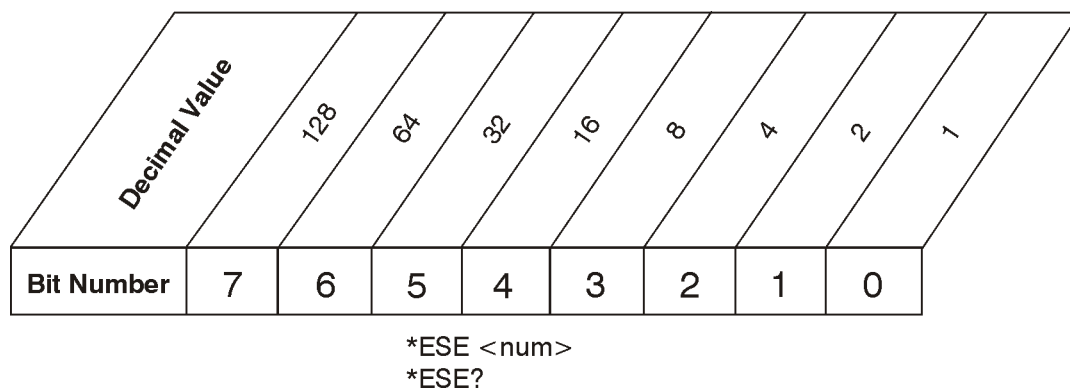 Decimal Value 128 64 32 16 8 4 2 1
Bit Number 7 6 5 4 3 2 1 0
*ESE <num>
*ESE?